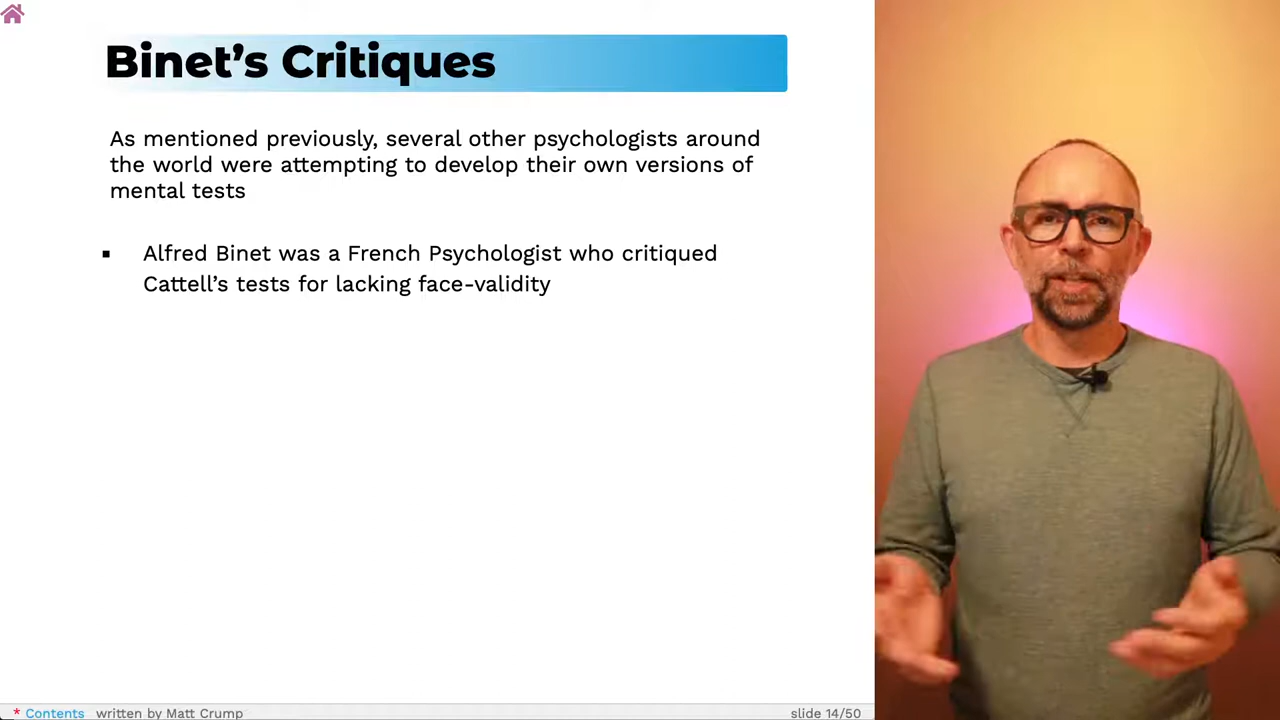 Binet’s Critiques
As mentioned previously, several other psychologists around
the world were attempting to develop their own versions of
mental tests
▪ Alfred Binet was a French Psychologist who critiqued
Cattell’s tests for lacking face-validity
* Contents written by Matt Crump
slide 14/50